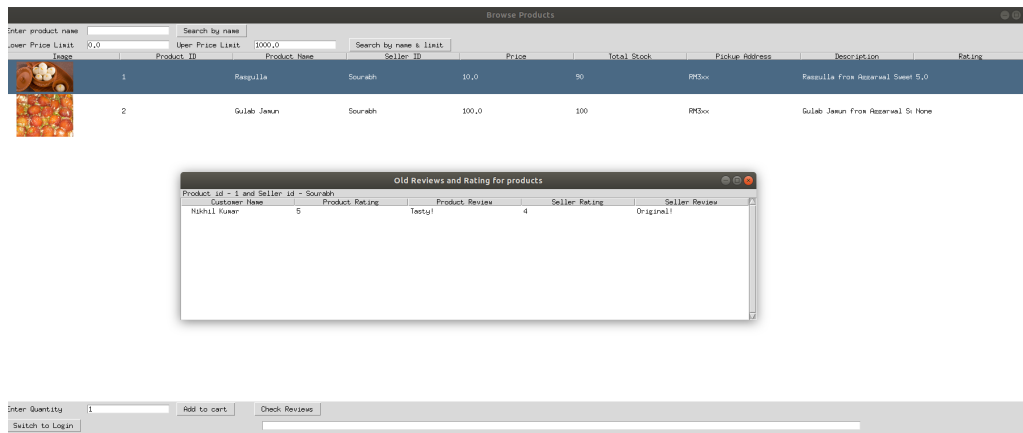 Browse Products
Enter product name Search by name
Lower Price Limit 0.0 Uper Price Limit 1000.0 Search by name & limit
Image Product ID Product Name Seller ID Price Total Stock Pickup Address Description Rating
1 Rasgulla Sourabh 10.0 90 RM3xx Rasgulla from Aggarwal Sweet 5.0
2 Gulab Jamun Sourabh 100.0 100 RM3xx Gulab Jamun from Aggarwal S None
Old Reviews and Rating for products
Product id - 1 and Seller id - Sourabh
Customer Name Product Rating Product Review Seller Rating Seller Review
Nikhil Kumar 5 Tasty! 4 Original!
Enter Quantity 1 Add to cart Check Reviews
Switch to Login